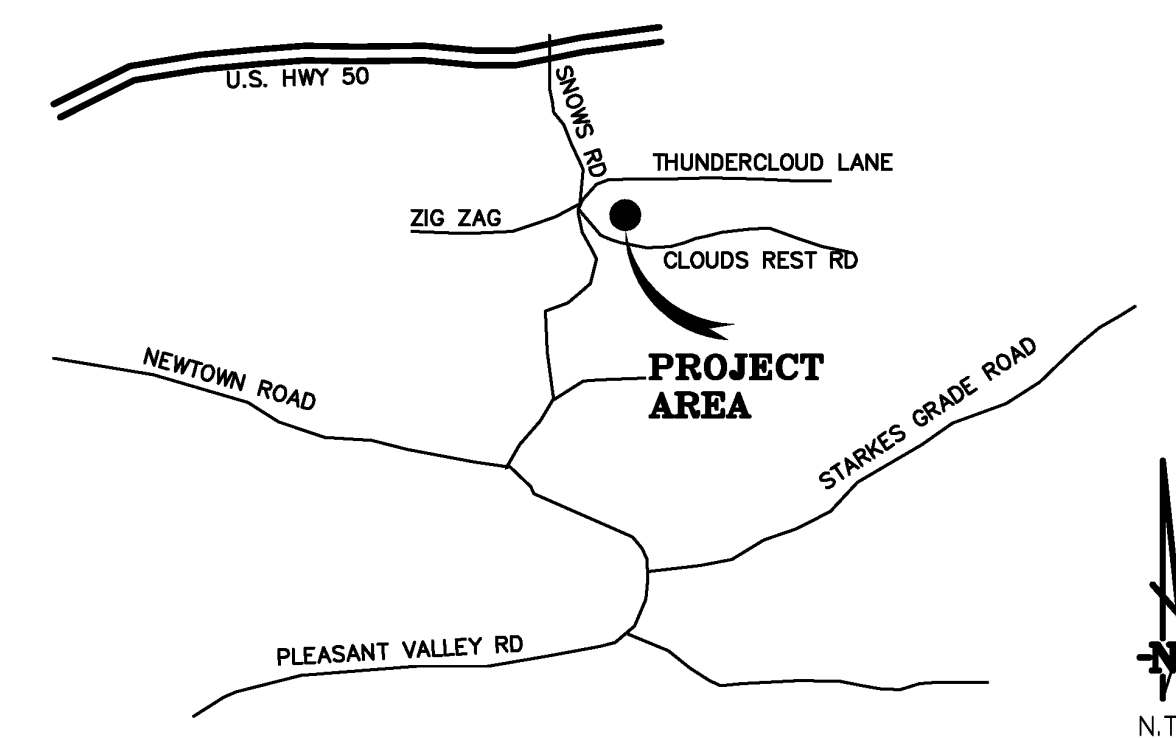 U.S. HWY 50
SNOWS RD
THUNDERCLOUD LANE
ZIG ZAG
CLOUDS REST RD
NEWTOWN ROAD
PROJECT
AREA
STARKES GRADE ROAD
PLEASANT VALLEY RD
N
N.T